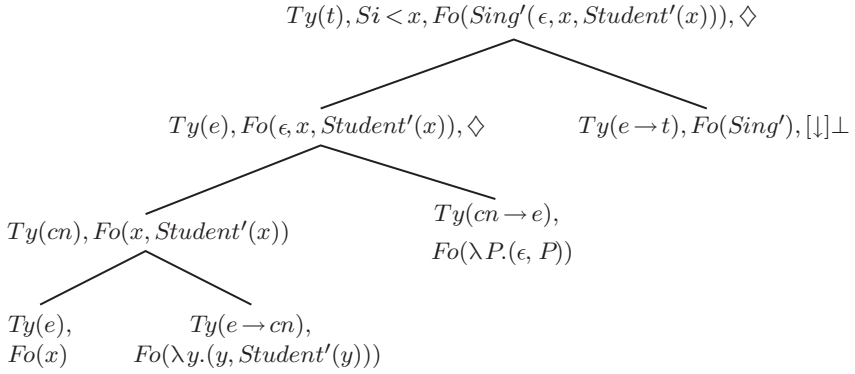 Ty(t), Si < x, Fo(Sing′(ϵ, x, Student′(x))), ◇
Ty(e), Fo(ϵ, x, Student′(x)), ◇
Ty(e → t), Fo(Sing′), [↓]⊥
Ty(cn), Fo(x, Student′(x))
Ty(cn → e),
Fo(λP.(ϵ, P))
Ty(e),
Fo(x)
Ty(e → cn),
Fo(λy.(y, Student′(y)))